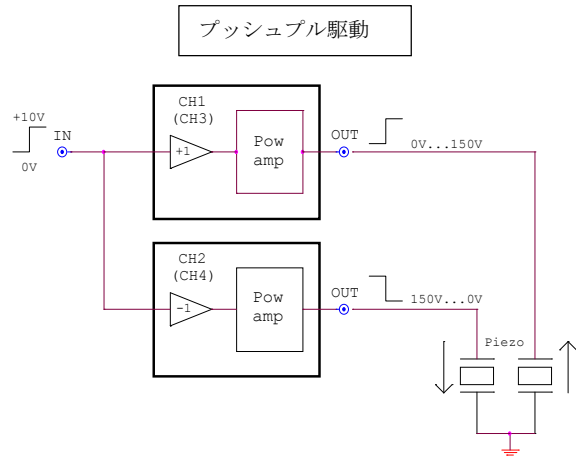 プッシュプル駆動
+10V
IN
0V
CH1
(CH3)
+1
Pow
amp
OUT
0V...150V
CH2
(CH4)
-1
Pow
amp
OUT
150V...0V
Piezo